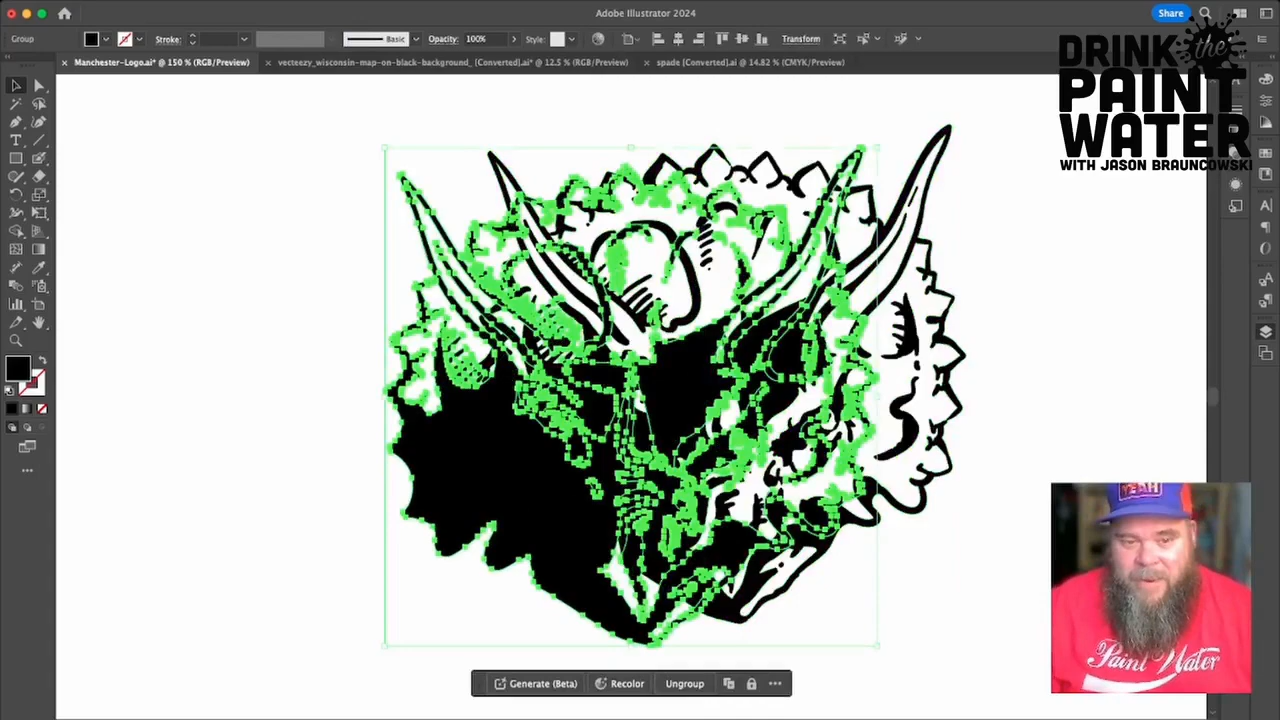 Adobe Illustrator 2024
Share
Group
Stroke:
Basic
Opacity:
100%
Style:
Transform
Manchester-Logo.ai* @ 150 % (RGB/Preview)
vecteezy_wisconsin-map-on-black-background_ [Converted].ai* @ 12.5 % (RGB/Preview)
spade [Converted].ai @ 14.82 % (CMYK/Preview)
DRINK the
PAINT
WATER
WITH JASON BRAUNCOWSKI
YEAH
Paint Water
Generate (Beta)
Recolor
Ungroup